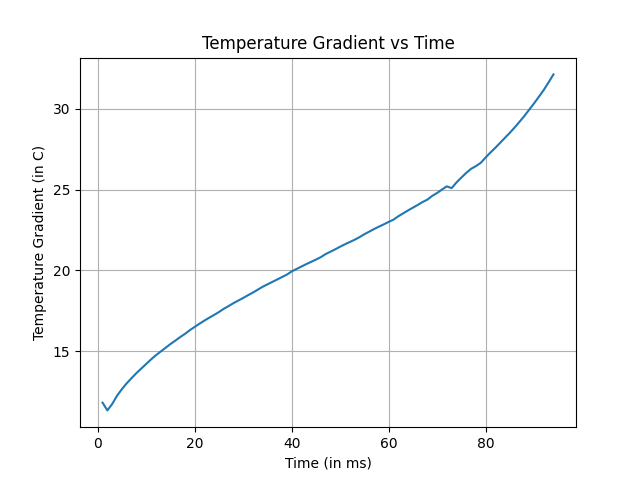 Temperature Gradient vs Time
Temperature Gradient (in C)
30
25
20
15
0 20 40 60 80
Time (in ms)